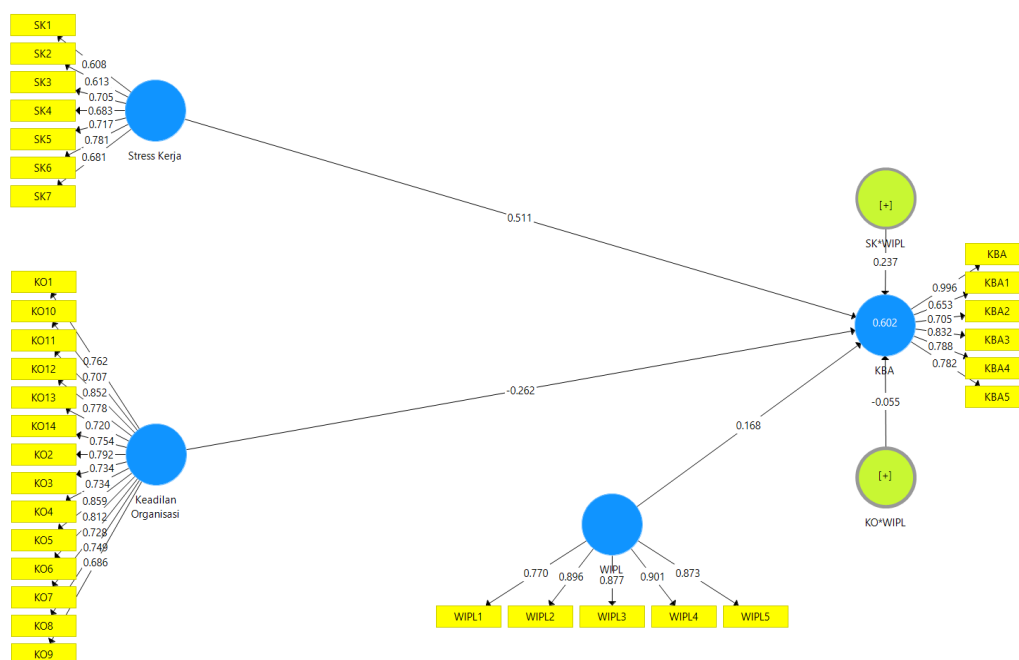 SK1
SK2
SK3
SK4
SK5
SK6
SK7
0.608
0.613
0.705
0.683
0.717
0.781
0.681
Stress Kerja
0.511
[+]
SK*WIPL
0.237
KO1
KO10
KO11
KO12
KO13
KO14
KO2
KO3
KO4
KO5
KO6
KO7
KO8
KO9
0.762
0.707
0.852
0.778
0.720
0.754
0.792
0.734
0.734
0.859
0.812
0.728
0.749
0.686
Keadilan
Organisasi
-0.262
0.602
KBA
0.996
0.653
0.705
0.832
0.788
0.782
KBA
KBA1
KBA2
KBA3
KBA4
KBA5
0.168
-0.055
[+]
KO*WIPL
WIPL
0.770
0.896
0.877
0.901
0.873
WIPL1
WIPL2
WIPL3
WIPL4
WIPL5